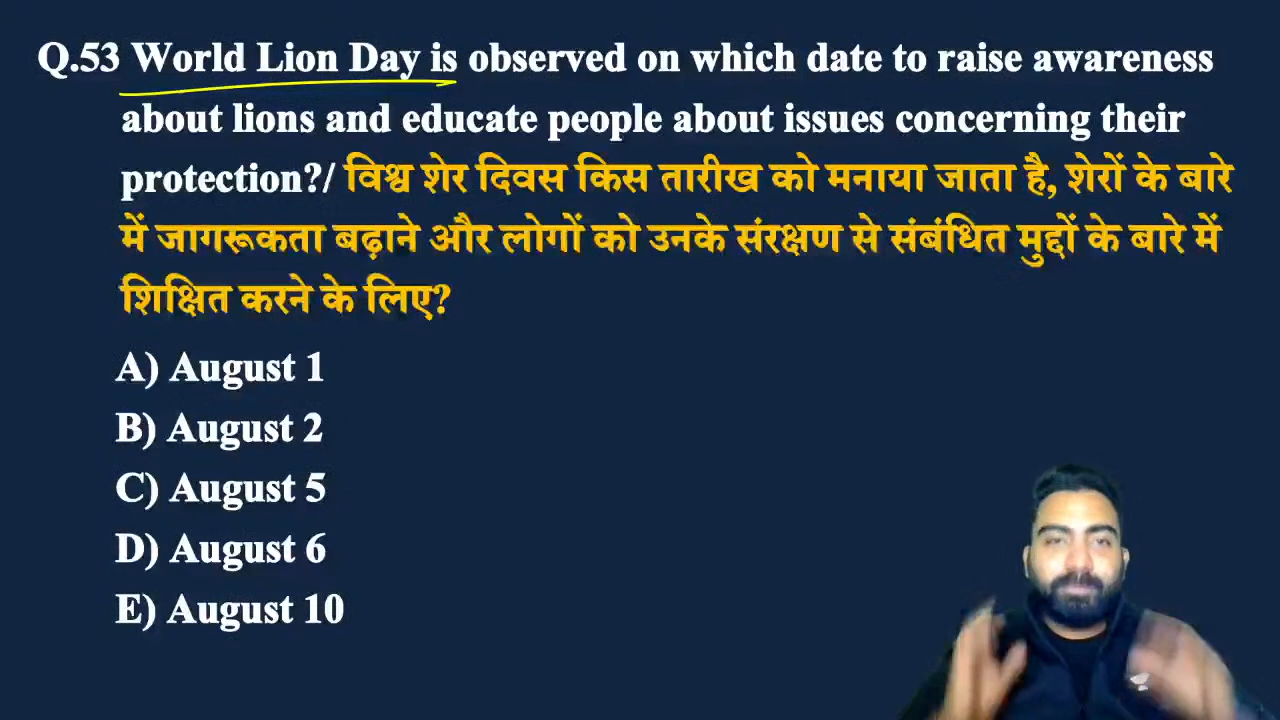 Q.53 World Lion Day is observed on which date to raise awareness
about lions and educate people about issues concerning their
protection?/ विश्व शेर दिवस किस तारीख को मनाया जाता है, शेरों के बारे
में जागरूकता बढ़ाने और लोगों को उनके संरक्षण से संबंधित मुद्दों के बारे में
शिक्षित करने के लिए?
A) August 1
B) August 2
C) August 5
D) August 6
E) August 10